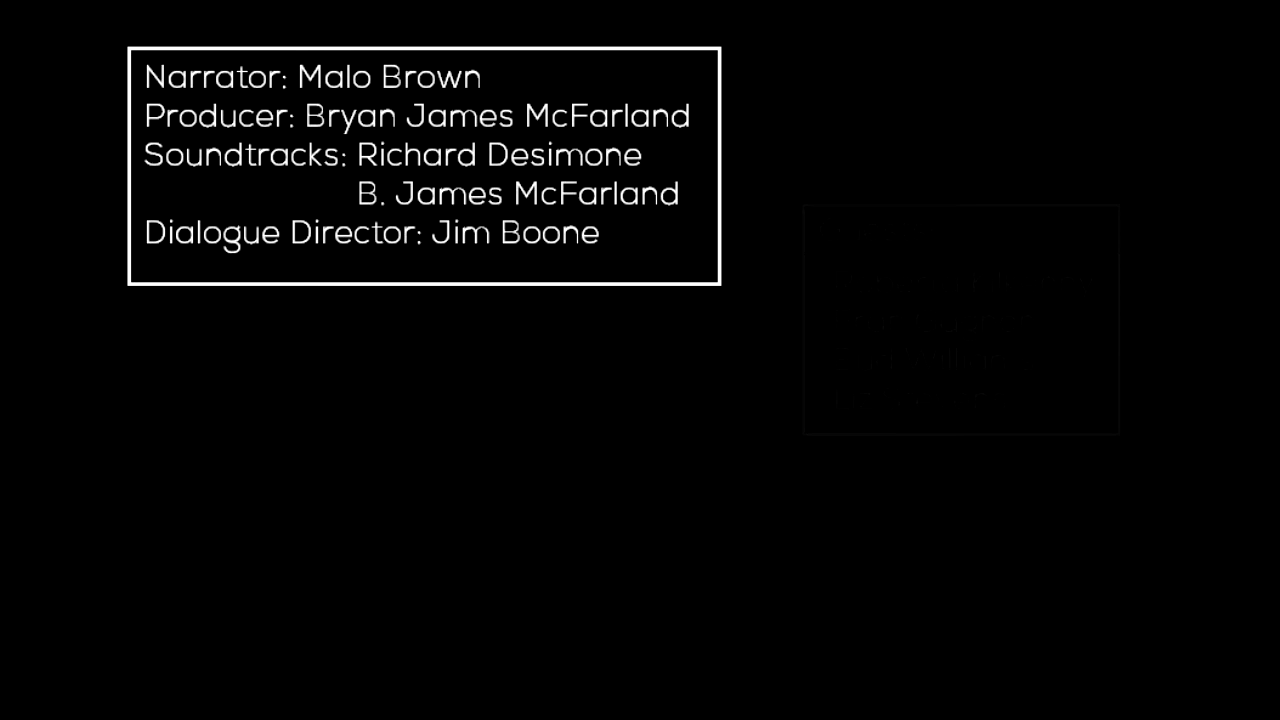 Narrator: Malo Brown
Producer: Bryan James McFarland
Soundtracks: Richard Desimone
B. James McFarland
Dialogue Director: Jim Boone